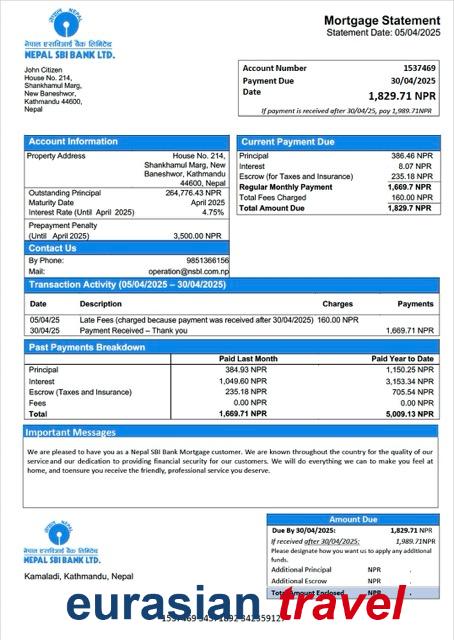 NEPAL
नेपाल एसबिआई बैंक लिमिटेड
NEPAL SBI BANK LTD.
Mortgage Statement
Statement Date: 05/04/2025
John Citizen
House No. 214,
Shankhamul Marg,
New Baneshwor,
Kathmandu 44600,
Nepal
Account Number 1537469
Payment Due 30/04/2025
Date 1,829.71 NPR
If payment is received after 30/04/25, pay 1,989.71NPR
Account Information
Property Address House No. 214,
Shankhamul Marg, New
Baneshwor, Kathmandu
44600, Nepal
Outstanding Principal 264,776.43 NPR
Maturity Date April 2025
Interest Rate (Until April 2025) 4.75%
Prepayment Penalty
(Until April 2025) 3,500.00 NPR
Contact Us
By Phone: 9851366156
Mail: operation@nsbl.com.np
Current Payment Due
Principal 386.46 NPR
Interest 8.07 NPR
Escrow (for Taxes and Insurance) 235.18 NPR
Regular Monthly Payment 1,669.7 NPR
Total Fees Charged 160.00 NPR
Total Amount Due 1,829.7 NPR
Transaction Activity (05/04/2025 – 30/04/2025)
Date Description Charges Payments
05/04/25 Late Fees (charged because payment was received after 30/04/2025) 160.00 NPR
30/04/25 Payment Received – Thank you 1,669.71 NPR
Past Payments Breakdown
Paid Last Month Paid Year to Date
Principal 384.93 NPR 1,150.25 NPR
Interest 1,049.60 NPR 3,153.34 NPR
Escrow (Taxes and Insurance) 235.18 NPR 705.54 NPR
Fees 0.00 NPR 0.00 NPR
Total 1,669.71 NPR 5,009.13 NPR
Important Messages
We are pleased to have you as a Nepal SBI Bank Mortgage customer. We are known throughout the country for the quality of our
service and our dedication to providing financial security for our customers. We will do everything we can to make you feel at
home, and toensure you receive the friendly, professional service you deserve.
NEPAL
नेपाल एसबिआई बैंक लिमिटेड
NEPAL SBI BANK LTD.
Kamaladi, Kathmandu, Nepal
Amount Due
Due By 30/04/2025: 1,829.71 NPR
If received after 30/04/2025: 1,989.71NPR
Please designate how you want us to apply any additional
funds.
Additional Principal NPR .
Additional Escrow NPR .
Total Amount Enclosed NPR .
eurasian travel